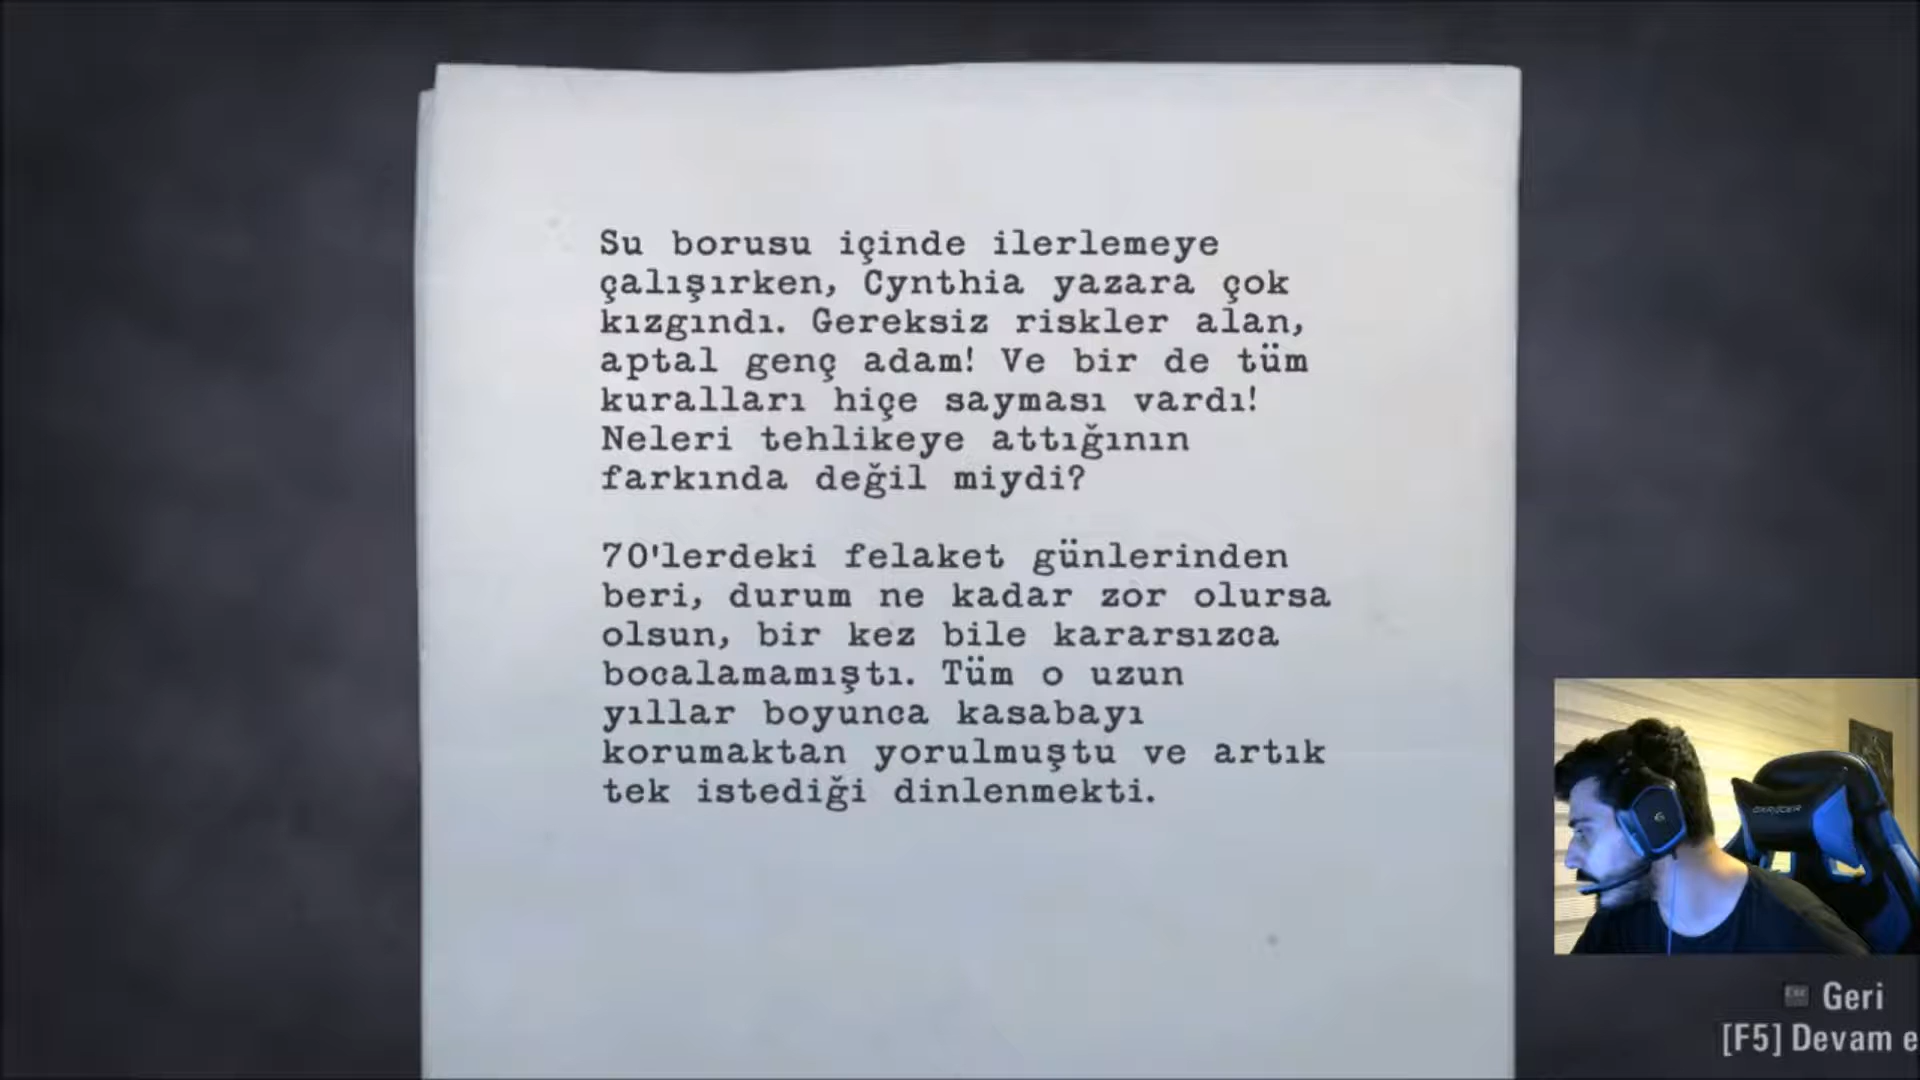 Su borusu içinde ilerlemeye
çalışırken, Cynthia yazara çok
kızgındı. Gereksiz riskler alan,
aptal genç adam! Ve bir de tüm
kuralları hiçe sayması vardı!
Neleri tehlikeye attığının
farkında değil miydi?
70'lerdeki felaket günlerinden
beri, durum ne kadar zor olursa
olsun, bir kez bile kararsızca
bocalamamıştı. Tüm o uzun
yıllar boyunca kasabayı
korumaktan yorulmuştu ve artık
tek istediği dinlenmekti.
DXRACER
Esc Geri
[F5] Devam e